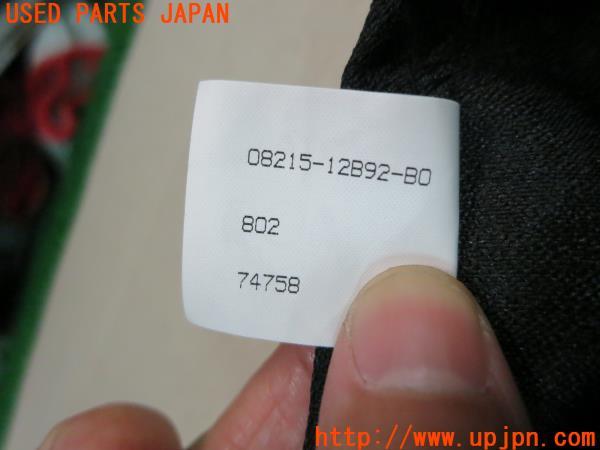 USED PARTS JAPAN
08215-12B92-B0
802
74758
http://www.upjpn.com